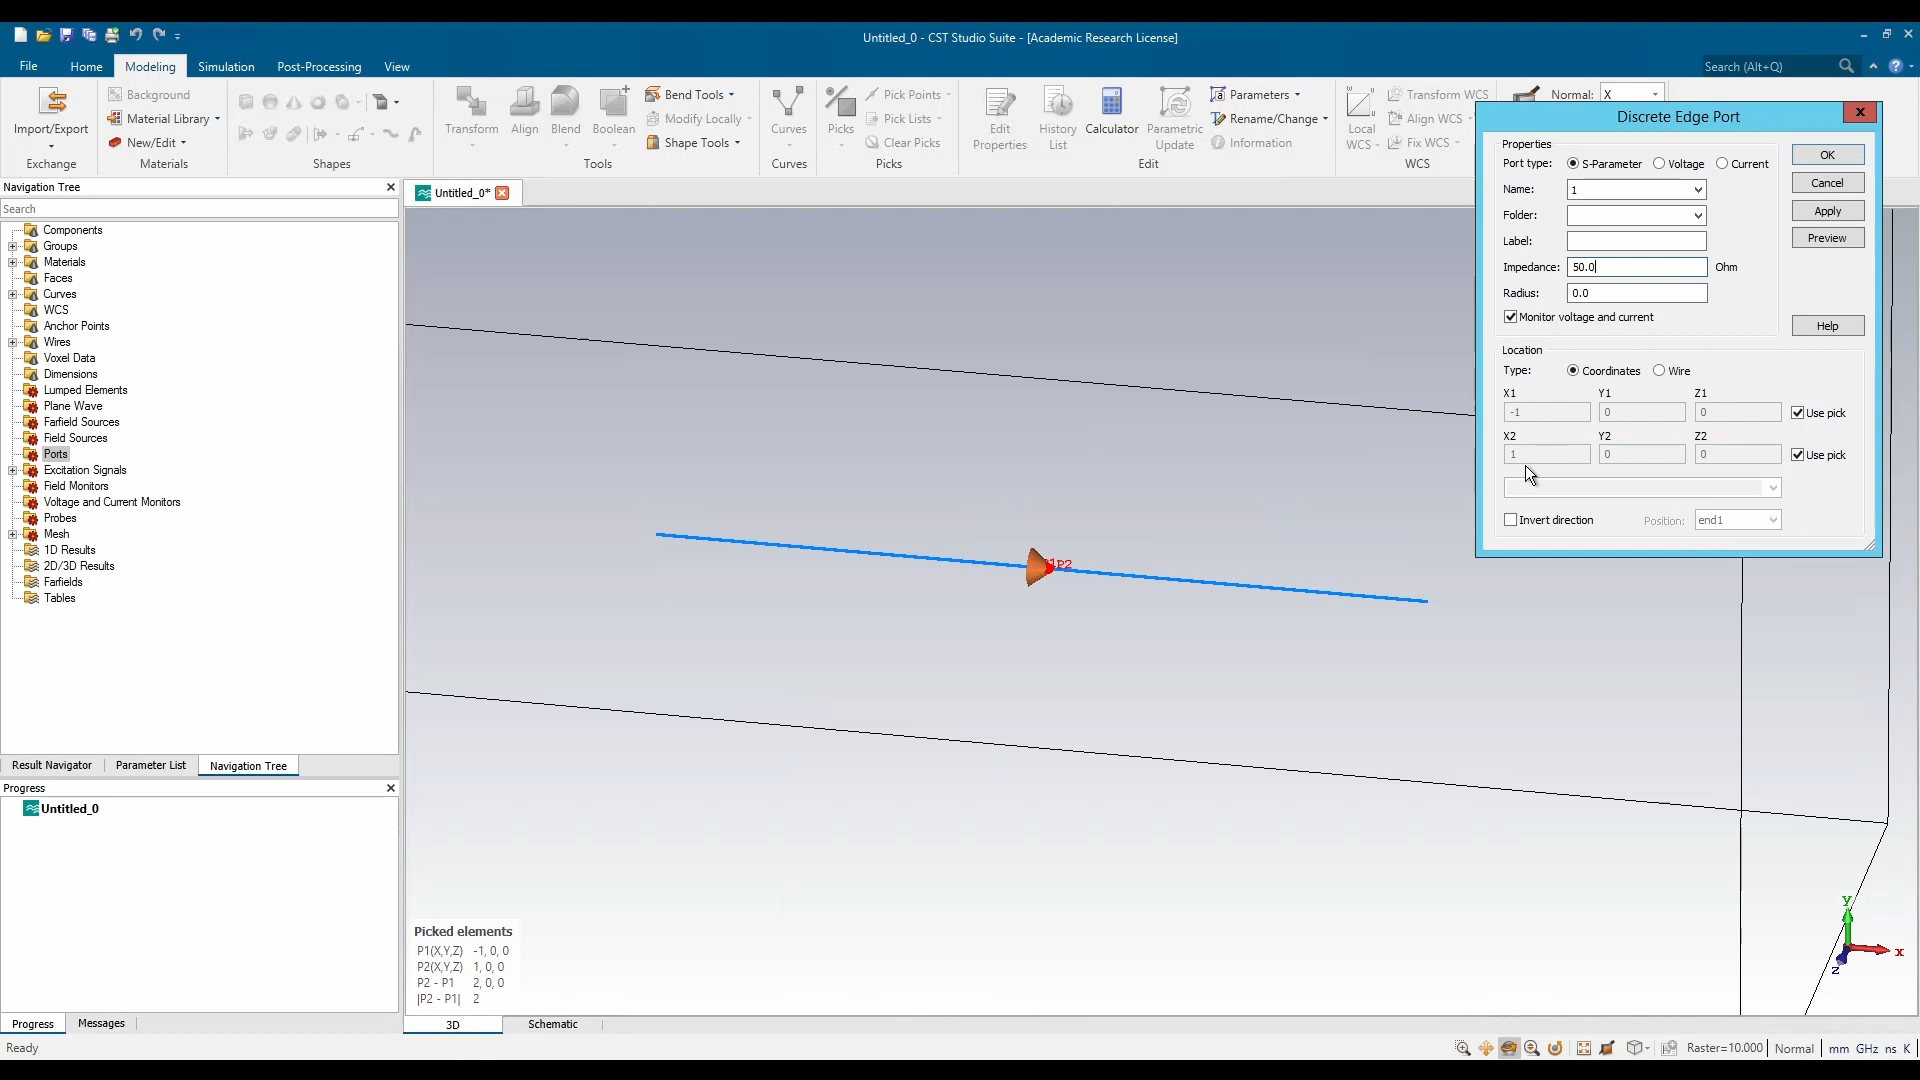 Untitled_0 - CST Studio Suite - [Academic Research License]
File Home Modeling Simulation Post-Processing View
Search (Alt+Q)
Import/Export
Exchange
Background
Material Library
New/Edit
Materials
Shapes
Transform
Align
Blend
Boolean
Bend Tools
Modify Locally
Shape Tools
Tools
Curves
Curves
Picks
Pick Points
Pick Lists
Clear Picks
Picks
Edit Properties
History List
Calculator
Parametric Update
Parameters
Rename/Change
Information
Edit
Local WCS
Transform WCS
Align WCS
Fix WCS
WCS
Normal: X
Navigation Tree
Search
Components
Groups
Materials
Faces
Curves
WCS
Anchor Points
Wires
Voxel Data
Dimensions
Lumped Elements
Plane Wave
Farfield Sources
Field Sources
Ports
Excitation Signals
Field Monitors
Voltage and Current Monitors
Probes
Mesh
1D Results
2D/3D Results
Farfields
Tables
Result Navigator Parameter List Navigation Tree
Progress
Untitled_0
Progress Messages
Ready
Untitled_0*
P2
Picked elements
P1(X,Y,Z) -1, 0, 0
P2(X,Y,Z) 1, 0, 0
P2 - P1 2, 0, 0
|P2 - P1| 2
3D Schematic
y
x
z
Discrete Edge Port
Properties
Port type: S-Parameter Voltage Current
Name: 1
Folder:
Label:
Impedance: 50.0 Ohm
Radius: 0.0
Monitor voltage and current
OK
Cancel
Apply
Preview
Help
Location
Type: Coordinates Wire
X1 Y1 Z1
-1 0 0 Use pick
X2 Y2 Z2
1 0 0 Use pick
Invert direction Position: end1
Raster=10.000 Normal mm GHz ns K